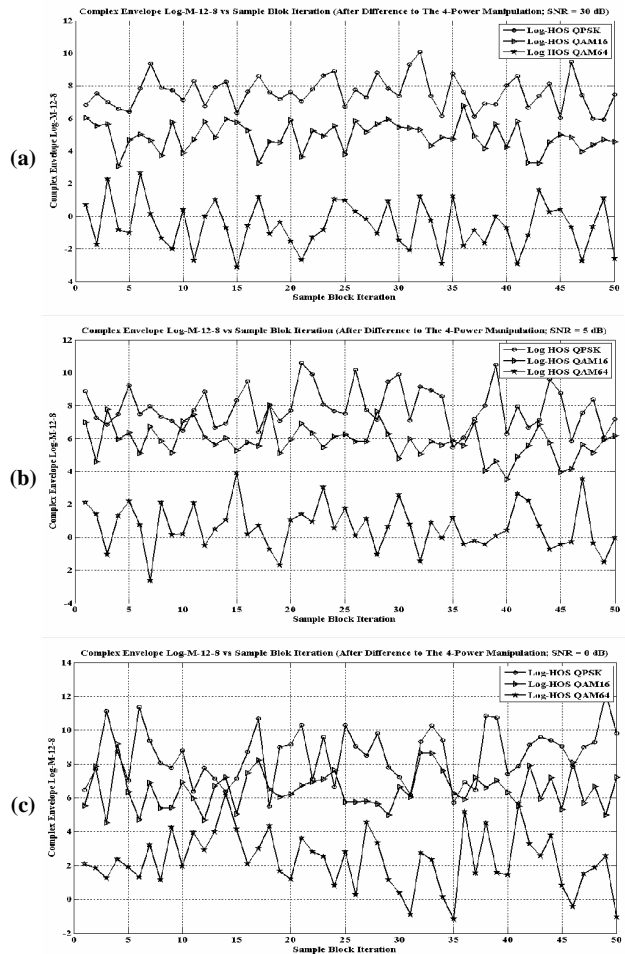 Complex Envelope Log-M-12-8 vs Sample Blok Iteration (After Difference to The 4-Power Manipulation; SNR = 30 dB)
12
10
8
6
4
2
0
-2
4
Complex Envelope Log-M-12-8
Log-HOS QPSK
Log-HOS QAM16
Log HOS QAM64
(a)
0 5 10 15 20 25 30 35 40 45 50
Sample Block Iteration
Complex Envelope Log-M-12-8 vs Sample Blok Iteration (After Difference to The 4-Power Manipulation; SNR = 5 dB)
12
10
8
6
4
2
0
-2
-4
Complex Envelope Log-M-12-8
Log HOS QPSK
Log-HOS QAM16
Log-HOS QAM64
(b)
0 5 10 15 20 25 30 35 40 45 50
Sample Block Iteration
Complex Envelope Log-M-12-8 vs Sample Blok Iteration (After Difference to The 4-Power Manipulation; SNR = 0 dB)
14
12
10
8
6
4
2
0
-2
Complex Envelope Log-M-12-8
Log-HOS QPSK
Log-HOS QAM16
Log-HOS QAM64
(c)
0 5 10 15 20 25 30 35 40 45 50
Sample Block Iteration